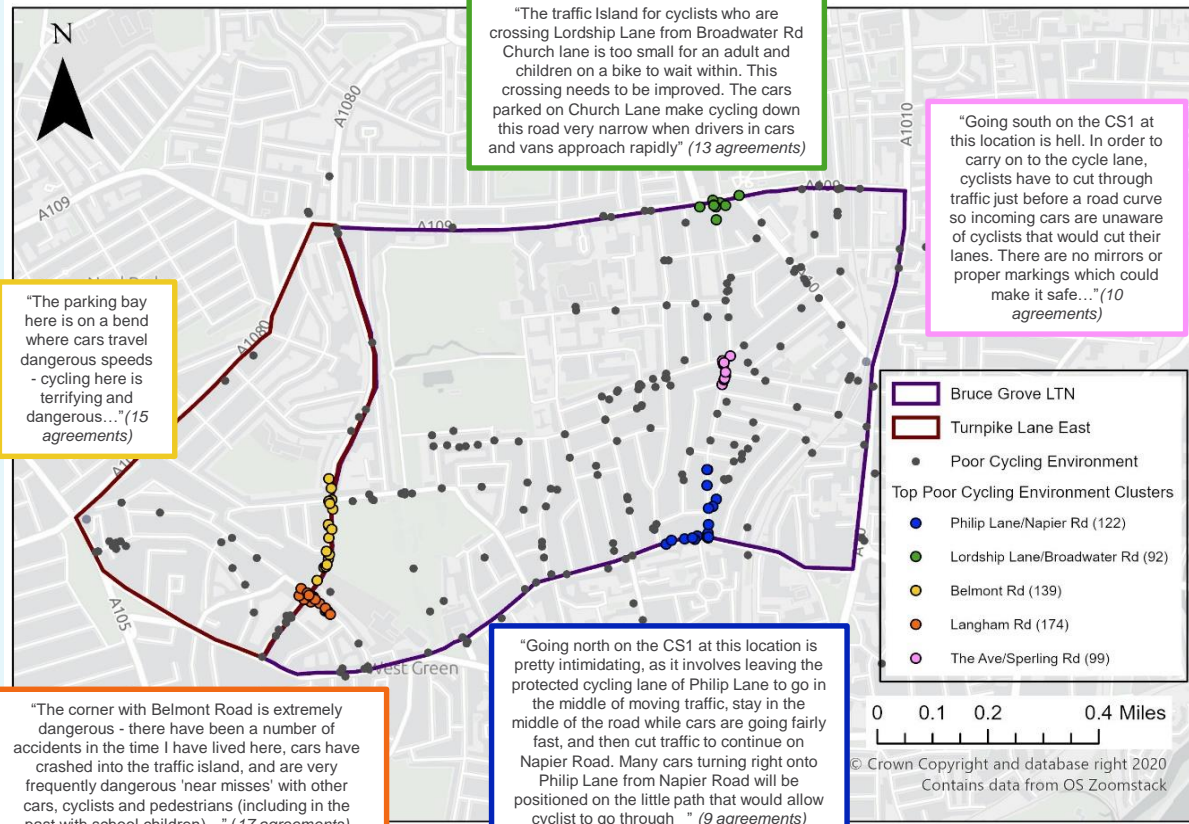 “The traffic Island for cyclists who are
crossing Lordship Lane from Broadwater Rd
Church lane is too small for an adult and
children on a bike to wait within. This
crossing needs to be improved. The cars
parked on Church Lane make cycling down
this road very narrow when drivers in cars
and vans approach rapidly” (13 agreements)
N
A1080
A1010
A109
A109
A109
“Going south on the CS1 at
this location is hell. In order to
carry on to the cycle lane,
cyclists have to cut through
traffic just before a road curve
so incoming cars are unaware
of cyclists that would cut their
lanes. There are no mirrors or
proper markings which could
make it safe…”(10
agreements)
“The parking bay
here is on a bend
where cars travel
dangerous speeds
- cycling here is
terrifying and
dangerous…”(15
agreements)
A1080
A105
West Green
Bruce Grove LTN
Turnpike Lane East
Poor Cycling Environment
Top Poor Cycling Environment Clusters
Philip Lane/Napier Rd (122)
Lordship Lane/Broadwater Rd (92)
Belmont Rd (139)
Langham Rd (174)
The Ave/Sperling Rd (99)
0 0.1 0.2 0.4 Miles
© Crown Copyright and database right 2020
Contains data from OS Zoomstack
“The corner with Belmont Road is extremely
dangerous - there have been a number of
accidents in the time I have lived here, cars have
crashed into the traffic island, and are very
frequently dangerous 'near misses' with other
cars, cyclists and pedestrians (including in the
past with school children)…” (17 agreements)
“Going north on the CS1 at this location is
pretty intimidating, as it involves leaving the
protected cycling lane of Philip Lane to go in
the middle of moving traffic, stay in the
middle of the road while cars are going fairly
fast, and then cut traffic to continue on
Napier Road. Many cars turning right onto
Philip Lane from Napier Road will be
positioned on the little path that would allow
cyclist to go through ” (9 agreements)